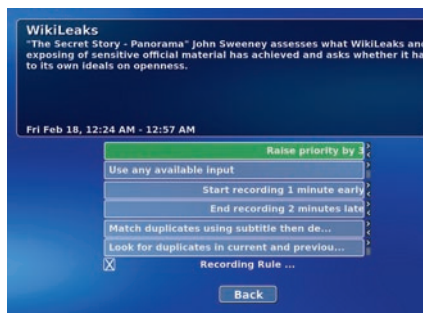 WikiLeaks
"The Secret Story - Panorama" John Sweeney assesses what WikiLeaks and
exposing of sensitive official material has achieved and asks whether it ha
to its own ideals on openness.
Fri Feb 18, 12:24 AM - 12:57 AM
Raise priority by 3
Use any available input
Start recording 1 minute early
End recording 2 minutes late
Match duplicates using subtitle then de...
Look for duplicates in current and previou...
Recording Rule ...
Back